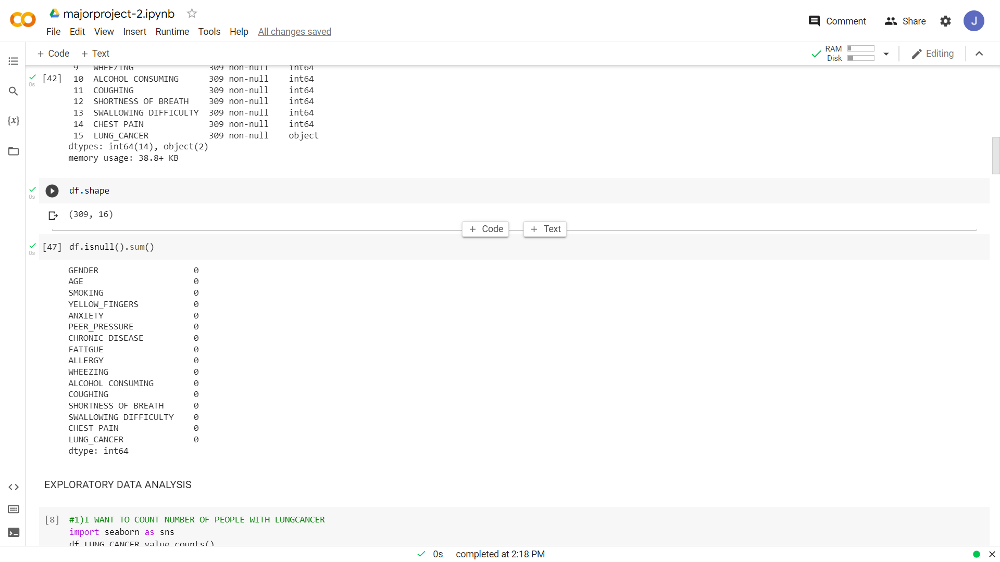 majorproject-2.ipynb
Comment Share J
File Edit View Insert Runtime Tools Help All changes saved
+ Code + Text
RAM
Disk
Editing
9 WHEEZING 309 non-null int64
0s
[42] 10 ALCOHOL CONSUMING 309 non-null int64
11 COUGHING 309 non-null int64
12 SHORTNESS OF BREATH 309 non-null int64
13 SWALLOWING DIFFICULTY 309 non-null int64
14 CHEST PAIN 309 non-null int64
15 LUNG_CANCER 309 non-null object
dtypes: int64(14), object(2)
memory usage: 38.8+ KB
{x}
0s
df.shape
(309, 16)
+ Code + Text
0s
[47] df.isnull().sum()
GENDER 0
AGE 0
SMOKING 0
YELLOW_FINGERS 0
ANXIETY 0
PEER_PRESSURE 0
CHRONIC DISEASE 0
FATIGUE 0
ALLERGY 0
WHEEZING 0
ALCOHOL CONSUMING 0
COUGHING 0
SHORTNESS OF BREATH 0
SWALLOWING DIFFICULTY 0
CHEST PAIN 0
LUNG_CANCER 0
dtype: int64
EXPLORATORY DATA ANALYSIS
[8] #1)I WANT TO COUNT NUMBER OF PEOPLE WITH LUNGCANCER
import seaborn as sns
df.LUNG_CANCER.value_counts()
0s completed at 2:18 PM